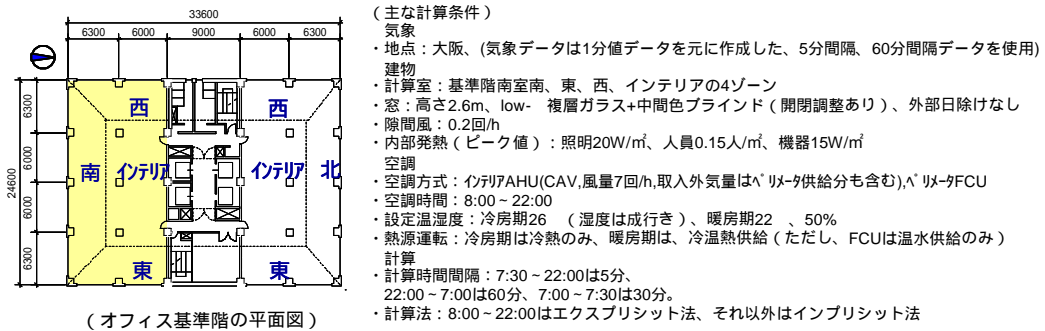 33600
6300 6000 9000 6000 6300
24600
6300
6000
6000
6300
西 西
南 インテリア インテリア 北
東 東
(オフィス基準階の平面図)
(主な計算条件)
気象
・地点:大阪、(気象データは1分値データを元に作成した、5分間隔、60分間隔データを使用)
建物
・計算室:基準階南室南、東、西、インテリアの4ゾーン
・窓:高さ2.6m、low- 複層ガラス+中間色ブラインド(開閉調整あり)、外部日除けなし
・隙間風:0.2回/h
・内部発熱(ピーク値):照明20W/㎡、人員0.15人/㎡、機器15W/㎡
空調
・空調方式:インテリアAHU(CAV,風量7回/h,取入外気量はペリメータ供給分も含む),ペリメータFCU
・空調時間:8:00~22:00
・設定温湿度:冷房期26 (湿度は成行き)、暖房期22 、50%
・熱源運転:冷房期は冷熱のみ、暖房期は、冷温熱供給(ただし、FCUは温水供給のみ)
計算
・計算時間間隔:7:30~22:00は5分、
22:00~7:00は60分、7:00~7:30は30分。
・計算法:8:00~22:00はエクスプリシット法、それ以外はインプリシット法